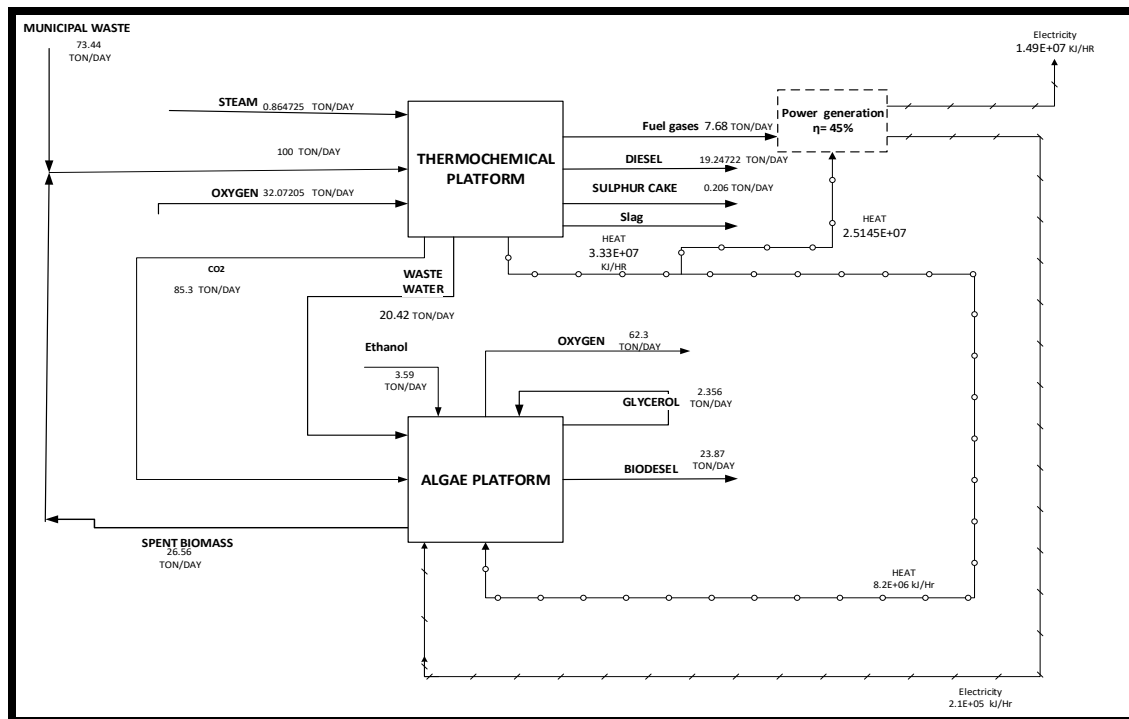 MUNICIPAL WASTE
73.44
TON/DAY
Electricity
1.49E+07 KJ/HR
STEAM 0.864725 TON/DAY
Power generation
η= 45%
Fuel gases 7.68 TON/DAY
100 TON/DAY
THERMOCHEMICAL
PLATFORM
DIESEL 19.24722 TON/DAY
SULPHUR CAKE 0.206 TON/DAY
OXYGEN 32.07205 TON/DAY
Slag
HEAT
3.33E+07
KJ/HR
HEAT
2.5145E+07
CO2
85.3 TON/DAY
WASTE
WATER
20.42 TON/DAY
Ethanol
3.59
TON/DAY
OXYGEN 62.3
TON/DAY
GLYCEROL 2.356
TON/DAY
ALGAE PLATFORM
BIODESEL 23.87
TON/DAY
SPENT BIOMASS
26.56
TON/DAY
HEAT
8.2E+06 kJ/Hr
Electricity
2.1E+05 kJ/Hr